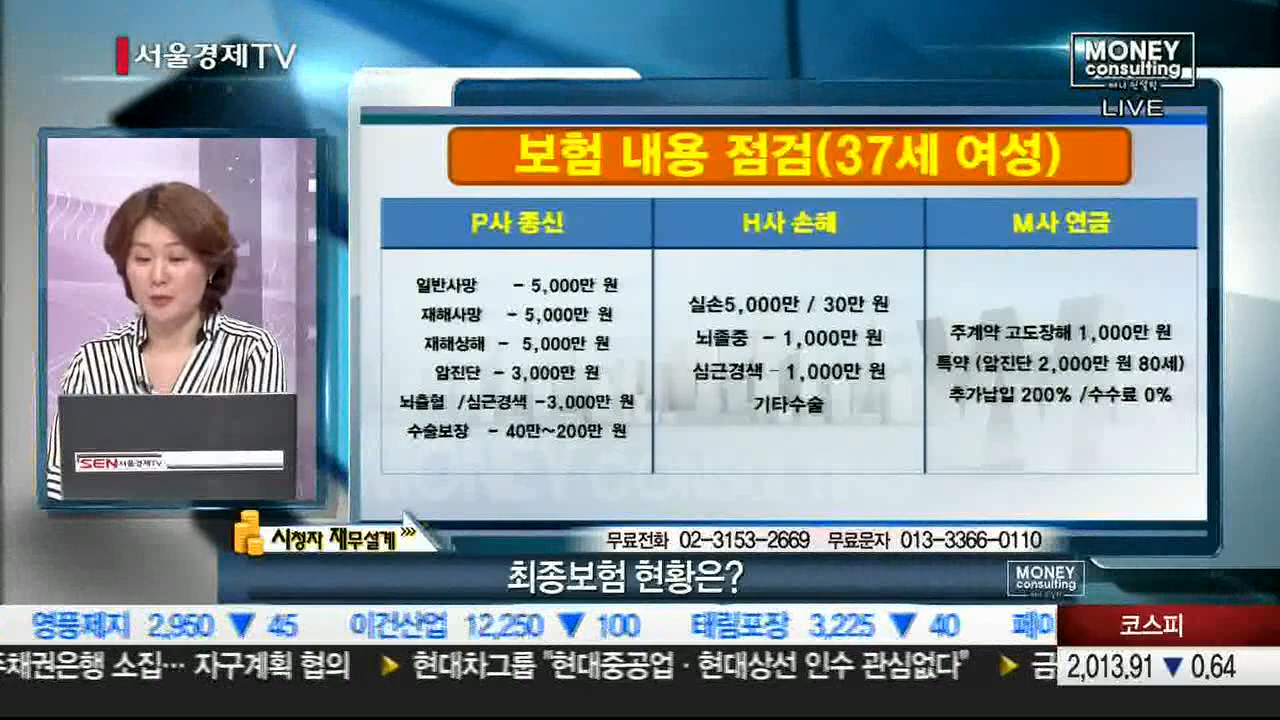 서울경제TV
MONEY
consulting
머니 컨설팅
LIVE
보험 내용 점검(37세 여성)
P사 종신
H사 손해
M사 연금
일반사망 - 5,000만 원
재해사망 - 5,000만 원
재해상해 - 5,000만 원
암진단 - 3,000만 원
뇌출혈 /심근경색 -3,000만 원
수술보장 - 40만~200만 원
실손5,000만 / 30만 원
뇌졸중 - 1,000만 원
심근경색 - 1,000만 원
기타수술
주계약 고도장해 1,000만 원
특약 (암진단 2,000만 원 80세)
추가납입 200% /수수료 0%
SEN서울경제TV
시청자 재무설계
무료전화 02-3153-2669 무료문자 013-3366-0110
최종보험 현황은?
MONEY
consulting
영풍제지 2,950 ▼ 45 이건산업 12,250 ▼ 100 태림포장 3,225 ▼ 40 페이
코스피
주채권은행 소집… 자구계획 협의 ▶ 현대차그룹 "현대중공업·현대상선 인수 관심없다" ▶ 금
2,013.91 ▼ 0.64